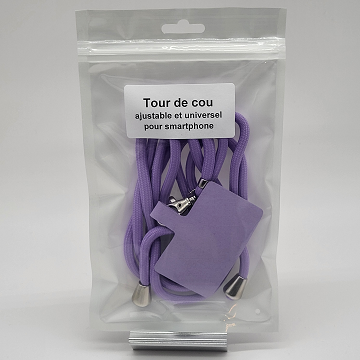 Tour de cou
ajustable et universel
pour smartphone